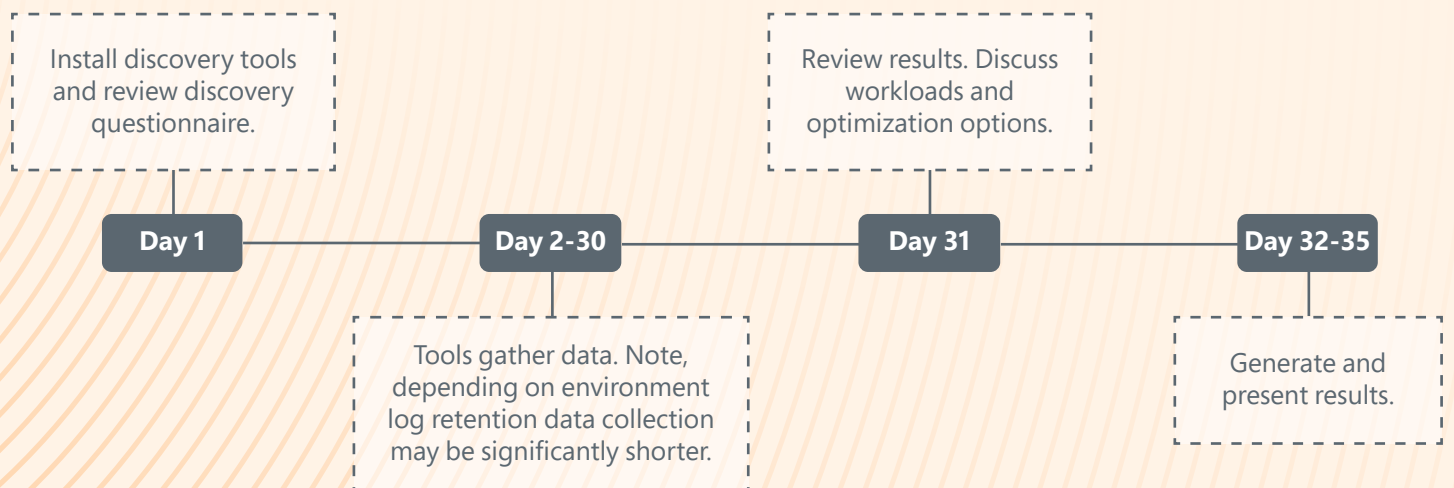 Install discovery tools
and review discovery
questionnaire.
Review results. Discuss
workloads and
optimization options.
Day 1
Day 2-30
Day 31
Day 32-35
Tools gather data. Note,
depending on environment
log retention data collection
may be significantly shorter.
Generate and
present results.